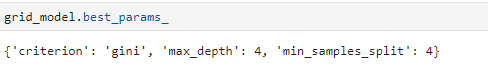 grid_model.best_params_
{'criterion': 'gini', 'max_depth': 4, 'min_samples_split': 4}